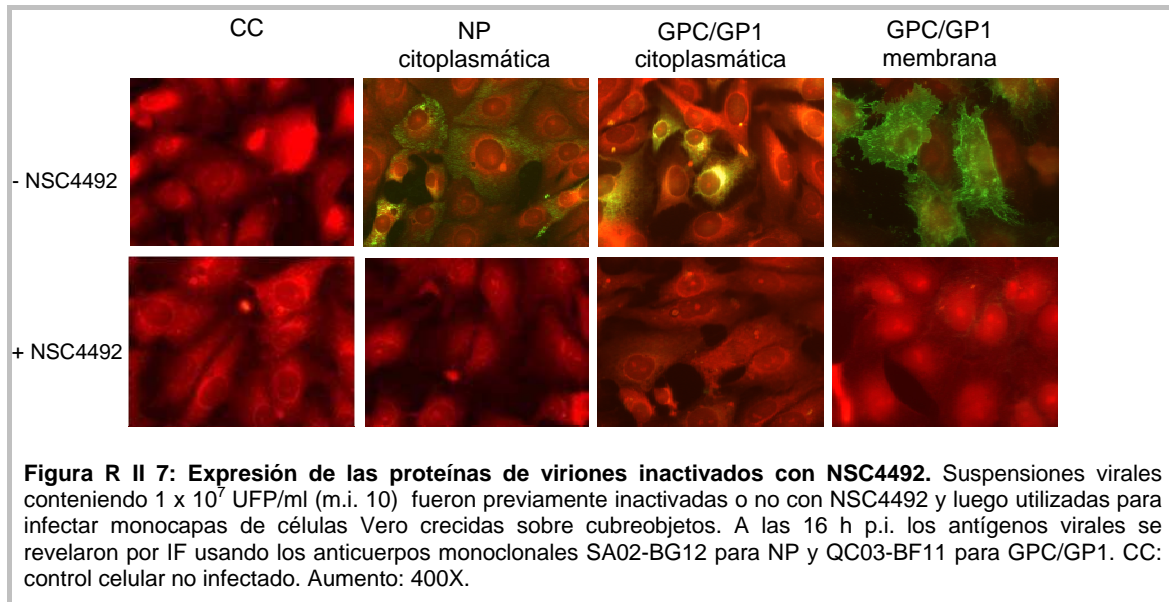 CC
NP
citoplasmática
GPC/GP1
citoplasmática
GPC/GP1
membrana
- NSC4492
+ NSC4492
Figura R II 7: Expresión de las proteínas de viriones inactivados con NSC4492. Suspensiones virales
conteniendo 1 x 10⁷ UFP/ml (m.i. 10) fueron previamente inactivadas o no con NSC4492 y luego utilizadas para
infectar monocapas de células Vero crecidas sobre cubreobjetos. A las 16 h p.i. los antígenos virales se
revelaron por IF usando los anticuerpos monoclonales SA02-BG12 para NP y QC03-BF11 para GPC/GP1. CC:
control celular no infectado. Aumento: 400X.